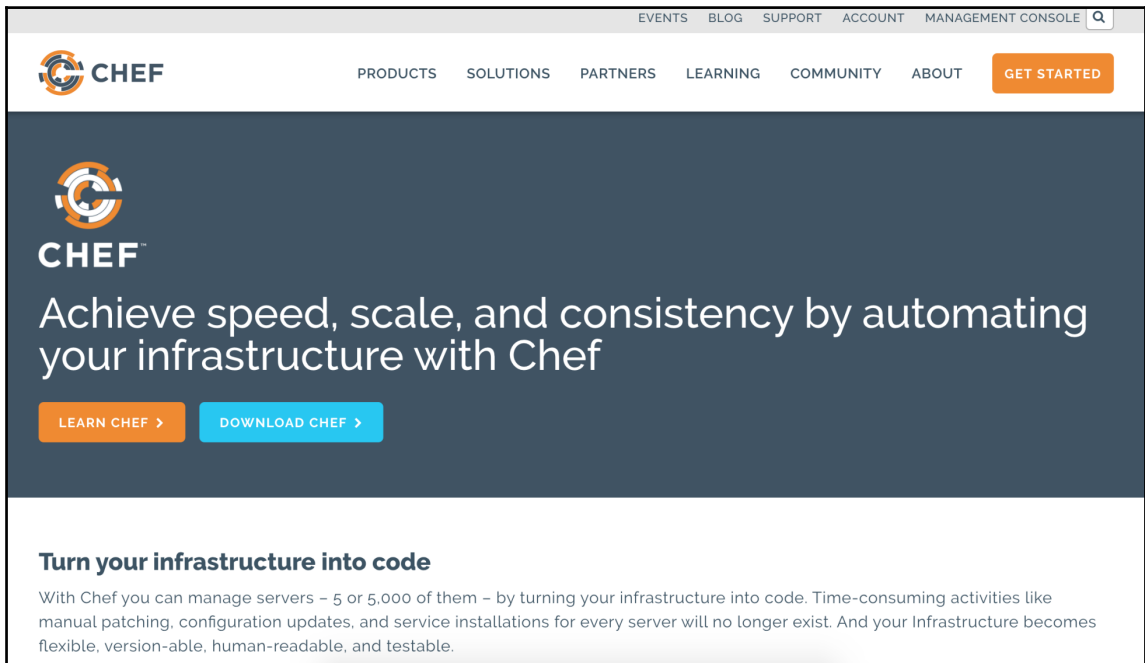 EVENTS BLOG SUPPORT ACCOUNT MANAGEMENT CONSOLE
CHEF PRODUCTS SOLUTIONS PARTNERS LEARNING COMMUNITY ABOUT GET STARTED
CHEF™
Achieve speed, scale, and consistency by automating
your infrastructure with Chef
LEARN CHEF > DOWNLOAD CHEF >
Turn your infrastructure into code
With Chef you can manage servers – 5 or 5,000 of them – by turning your infrastructure into code. Time-consuming activities like
manual patching, configuration updates, and service installations for every server will no longer exist. And your Infrastructure becomes
flexible, version-able, human-readable, and testable.